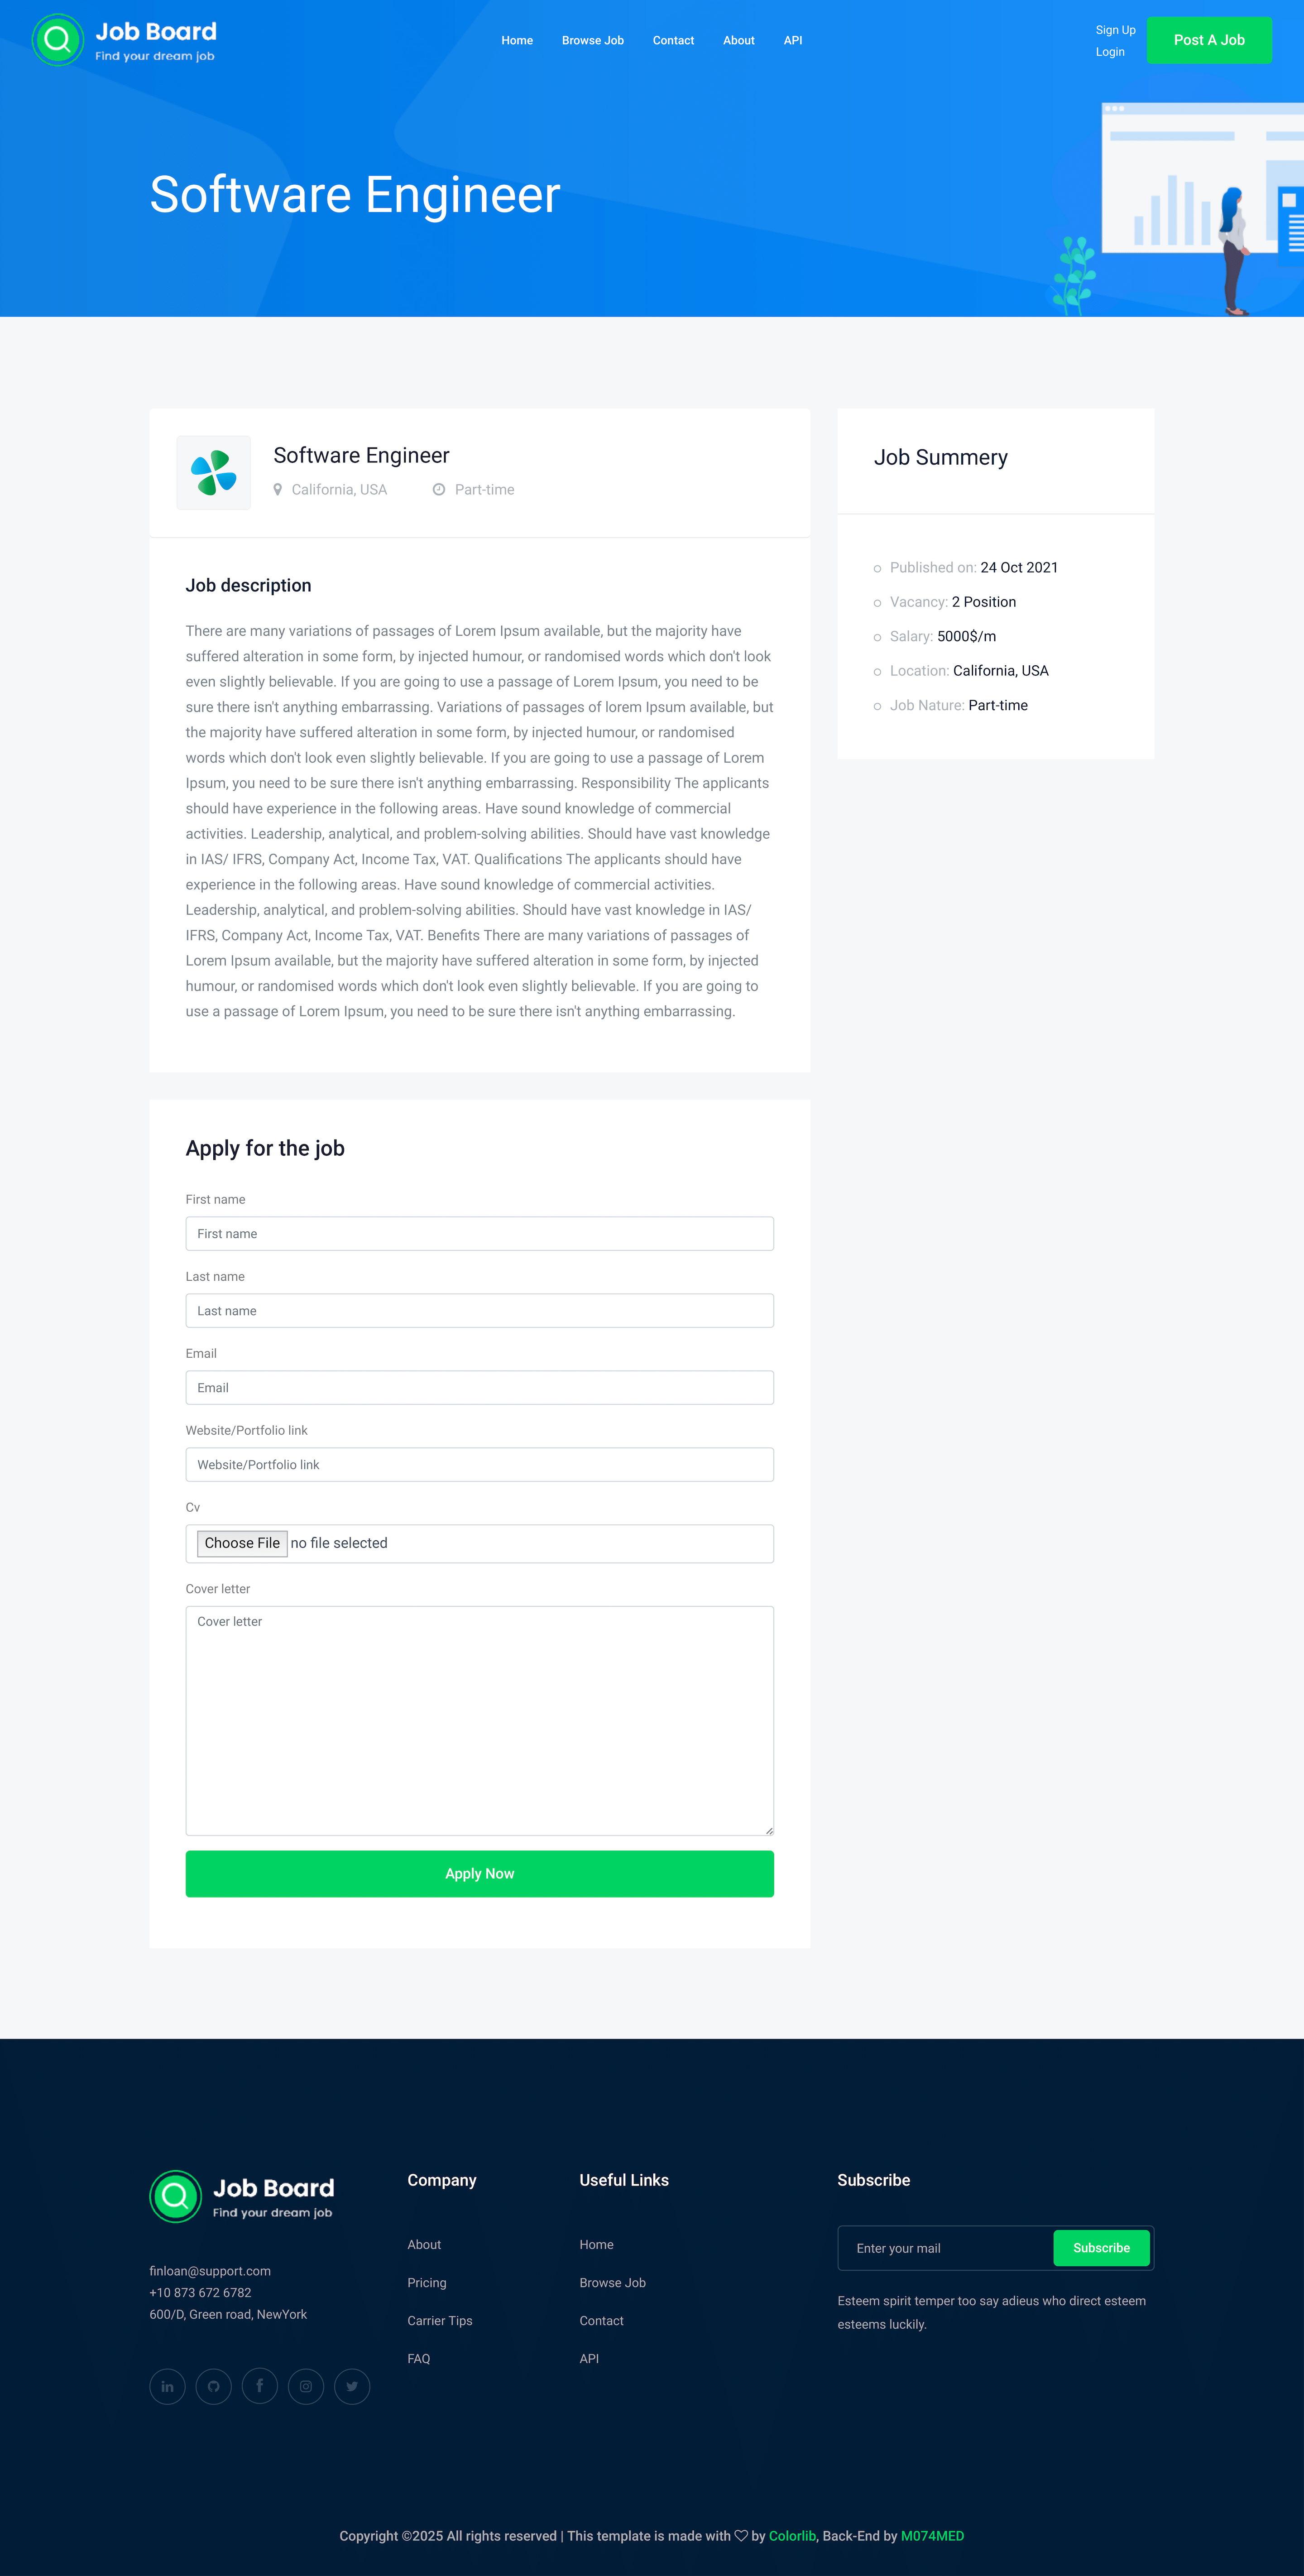 Job Board
Find your dream job
Home
Browse Job
Contact
About
API
Sign Up
Login
Post A Job
Software Engineer
Software Engineer
California, USA
Part-time
Job description
There are many variations of passages of Lorem Ipsum available, but the majority have
suffered alteration in some form, by injected humour, or randomised words which don't look
even slightly believable. If you are going to use a passage of Lorem Ipsum, you need to be
sure there isn't anything embarrassing. Variations of passages of lorem Ipsum available, but
the majority have suffered alteration in some form, by injected humour, or randomised
words which don't look even slightly believable. If you are going to use a passage of Lorem
Ipsum, you need to be sure there isn't anything embarrassing. Responsibility The applicants
should have experience in the following areas. Have sound knowledge of commercial
activities. Leadership, analytical, and problem-solving abilities. Should have vast knowledge
in IAS/ IFRS, Company Act, Income Tax, VAT. Qualifications The applicants should have
experience in the following areas. Have sound knowledge of commercial activities.
Leadership, analytical, and problem-solving abilities. Should have vast knowledge in IAS/
IFRS, Company Act, Income Tax, VAT. Benefits There are many variations of passages of
Lorem Ipsum available, but the majority have suffered alteration in some form, by injected
humour, or randomised words which don't look even slightly believable. If you are going to
use a passage of Lorem Ipsum, you need to be sure there isn't anything embarrassing.
Job Summery
Published on: 24 Oct 2021
Vacancy: 2 Position
Salary: 5000$/m
Location: California, USA
Job Nature: Part-time
Apply for the job
First name
First name
Last name
Last name
Email
Email
Website/Portfolio link
Website/Portfolio link
Cv
Choose File no file selected
Cover letter
Cover letter
Apply Now
Job Board
Find your dream job
finloan@support.com
+10 873 672 6782
600/D, Green road, NewYork
Company
About
Pricing
Carrier Tips
FAQ
Useful Links
Home
Browse Job
Contact
API
Subscribe
Enter your mail
Subscribe
Esteem spirit temper too say adieus who direct esteem
esteems luckily.
Copyright ©2025 All rights reserved | This template is made with ♡ by Colorlib, Back-End by M074MED